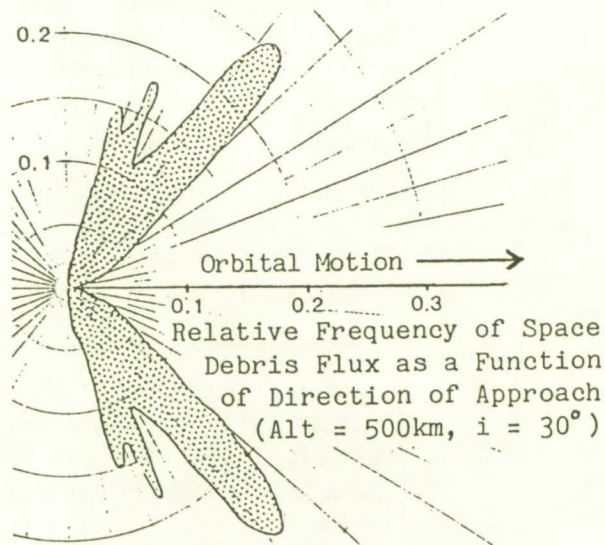 0.2
0.1
Orbital Motion
0.1 0.2 0.3
Relative Frequency of Space
Debris Flux as a Function
of Direction of Approach
(Alt = 500km, i = 30°)